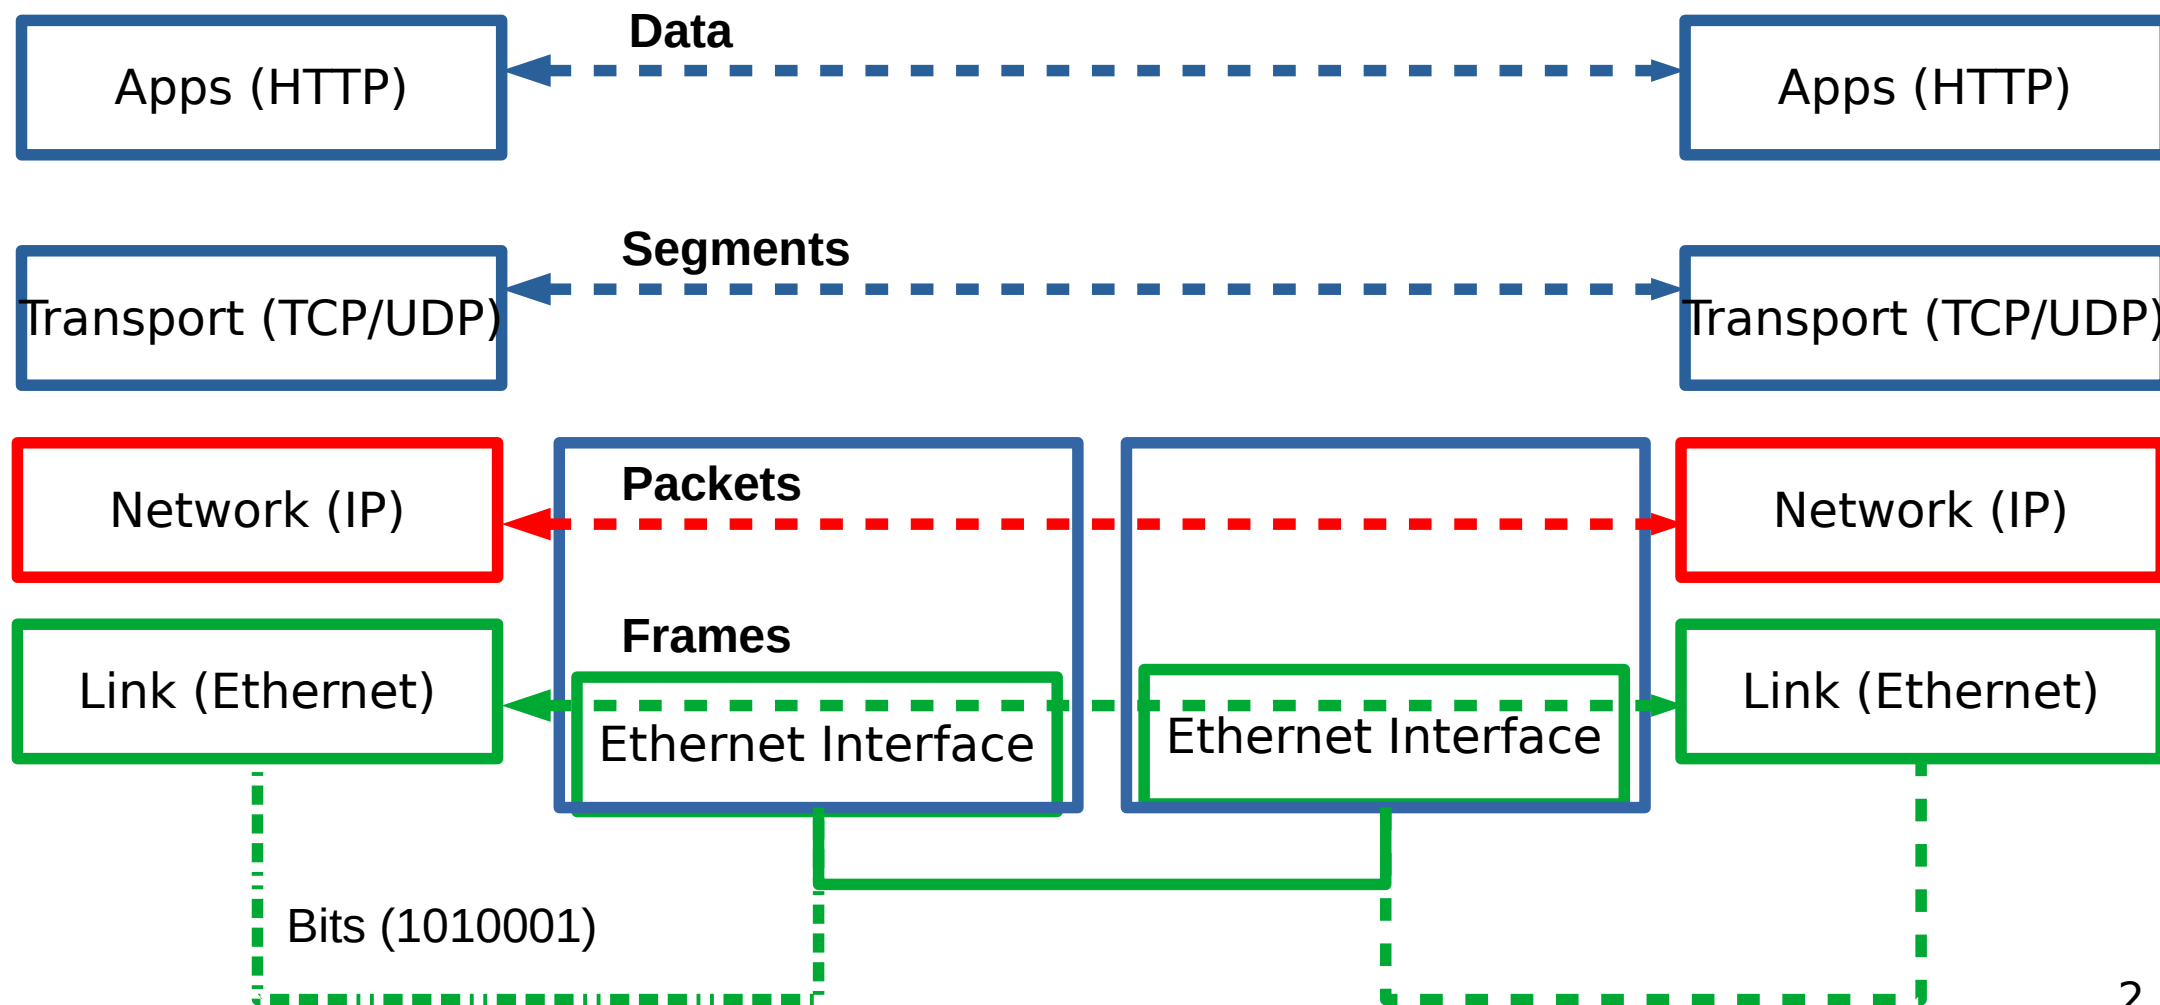 Data
Apps (HTTP)
Apps (HTTP)
Segments
Transport (TCP/UDP)
Transport (TCP/UDP)
Packets
Network (IP)
Network (IP)
Frames
Link (Ethernet)
Ethernet Interface
Ethernet Interface
Link (Ethernet)
Bits (1010001)
2